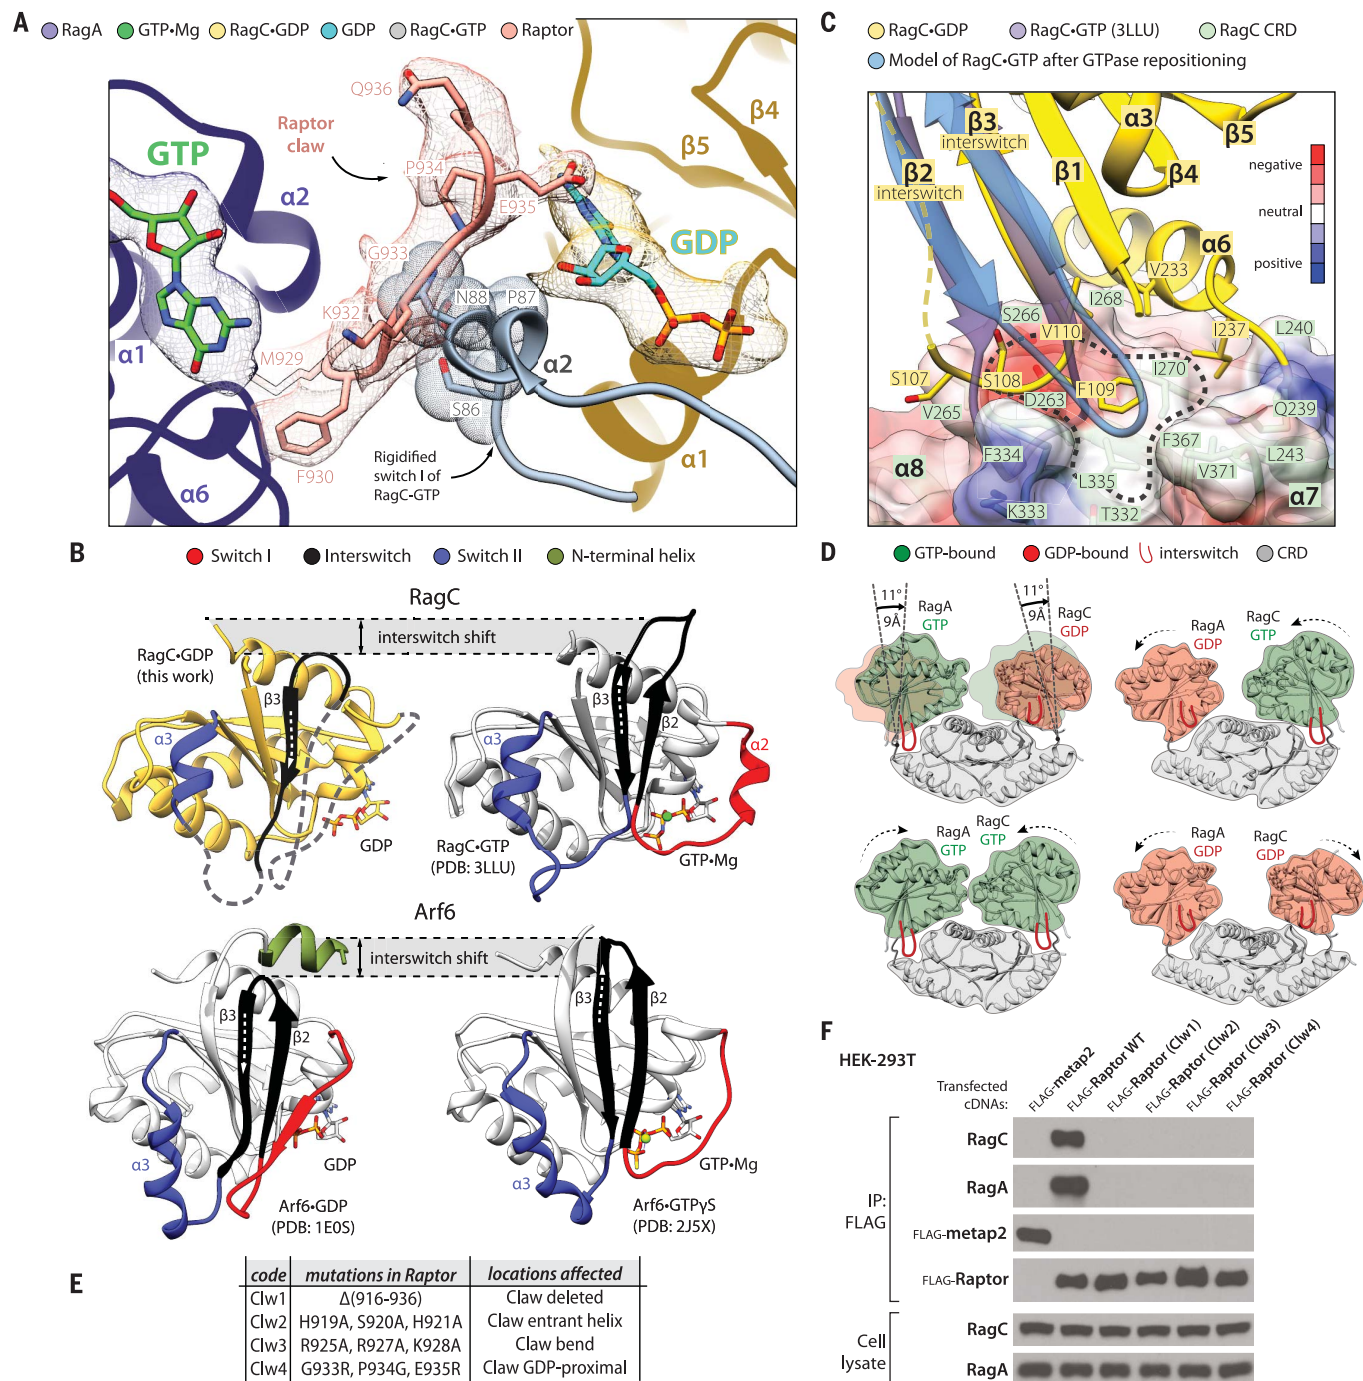 A
RagA GTP•Mg RagC•GDP GDP RagC•GTP Raptor
Q936
Raptor
claw
β4
β5
GTP
P934
α2
E935
GDP
G933
N88
P87
K932
α1
M929
α2
S86
F930
Rigidified
switch I of
RagC-GTP
α1
α6
B
Switch I Interswitch Switch II N-terminal helix
RagC
interswitch shift
RagC•GDP
(this work)
β3
β3
β2
α3
α3
α2
GDP
RagC•GTP
(PDB: 3LLU)
GTP•Mg
Arf6
interswitch shift
β3
β2
β3
β2
α3
GDP
α3
GTP•Mg
Arf6•GDP
(PDB: 1E0S)
Arf6•GTPγS
(PDB: 2J5X)
C
RagC•GDP RagC•GTP (3LLU) RagC CRD
Model of RagC•GTP after GTPase repositioning
β3
interswitch
α3
β5
negative
β2
interswitch
β1
β4
neutral
α6
positive
V233
I268
S266
V110
I237
L240
S107
S108
I270
D263
F109
V265
Q239
F334
F367
L243
α8
V371
L335
α7
K333
T332
D
GTP-bound GDP-bound interswitch CRD
11°
9Å
RagA
GTP
11°
9Å
RagC
GDP
RagA
GDP
RagC
GTP
RagA
GTP
RagC
GTP
RagA
GDP
RagC
GDP
E
code mutations in Raptor locations affected
Clw1 Δ(916-936) Claw deleted
Clw2 H919A, S920A, H921A Claw entrant helix
Clw3 R925A, R927A, K928A Claw bend
Clw4 G933R, P934G, E935R Claw GDP-proximal
F
HEK-293T
Transfected
cDNAs:
FLAG-metap2
FLAG-Raptor WT
FLAG-Raptor (Clw1)
FLAG-Raptor (Clw2)
FLAG-Raptor (Clw3)
FLAG-Raptor (Clw4)
IP:
FLAG
RagC
RagA
FLAG-metap2
FLAG-Raptor
Cell
lysate
RagC
RagA